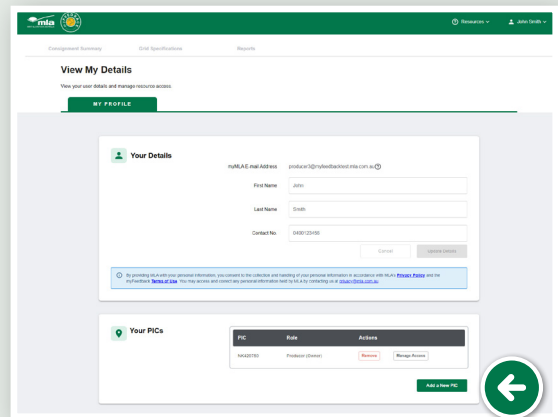 mla
Resources
John Smith
Consignment Summary
Grid Specifications
Reports
View My Details
View your user details and manage resource access
MY PROFILE
Your Details
myMLA E-mail Address
producer3@myfeedbacktest.mla.com.au
First Name
John
Last Name
Smith
Contact No.
Cancel
Update Details
By providing MLA with your personal information, you consent to the collection and handling of your personal information in accordance with MLA's Privacy Policy and the
myFeedback Terms of Use. You may access and correct any personal information held by MLA by contacting us at privacy@mla.com.au.
Your PICs
PIC
Role
Actions
Producer (Owner)
Remove
Manage Access
Add a New PIC